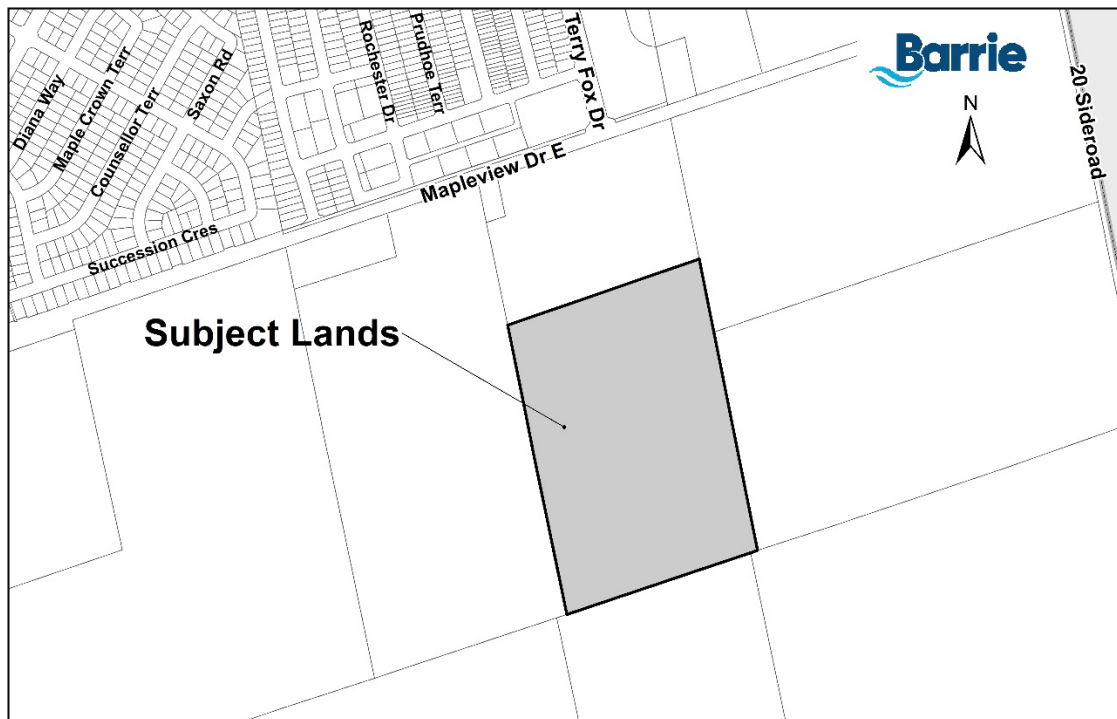 Barrie
N
Terry Fox Dr
Prudhoe Terr
Rochester Dr
Saxon Rd
Counsellor Terr
Maple Crown Terr
Diana Way
20 Sideroad
Mapleview Dr E
Succession Cres
Subject Lands